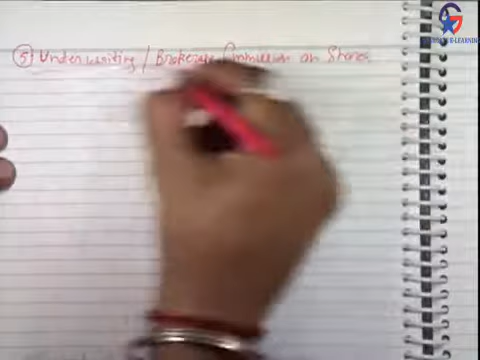 ⑤ Underwriting / Brokerage Commission on Shares